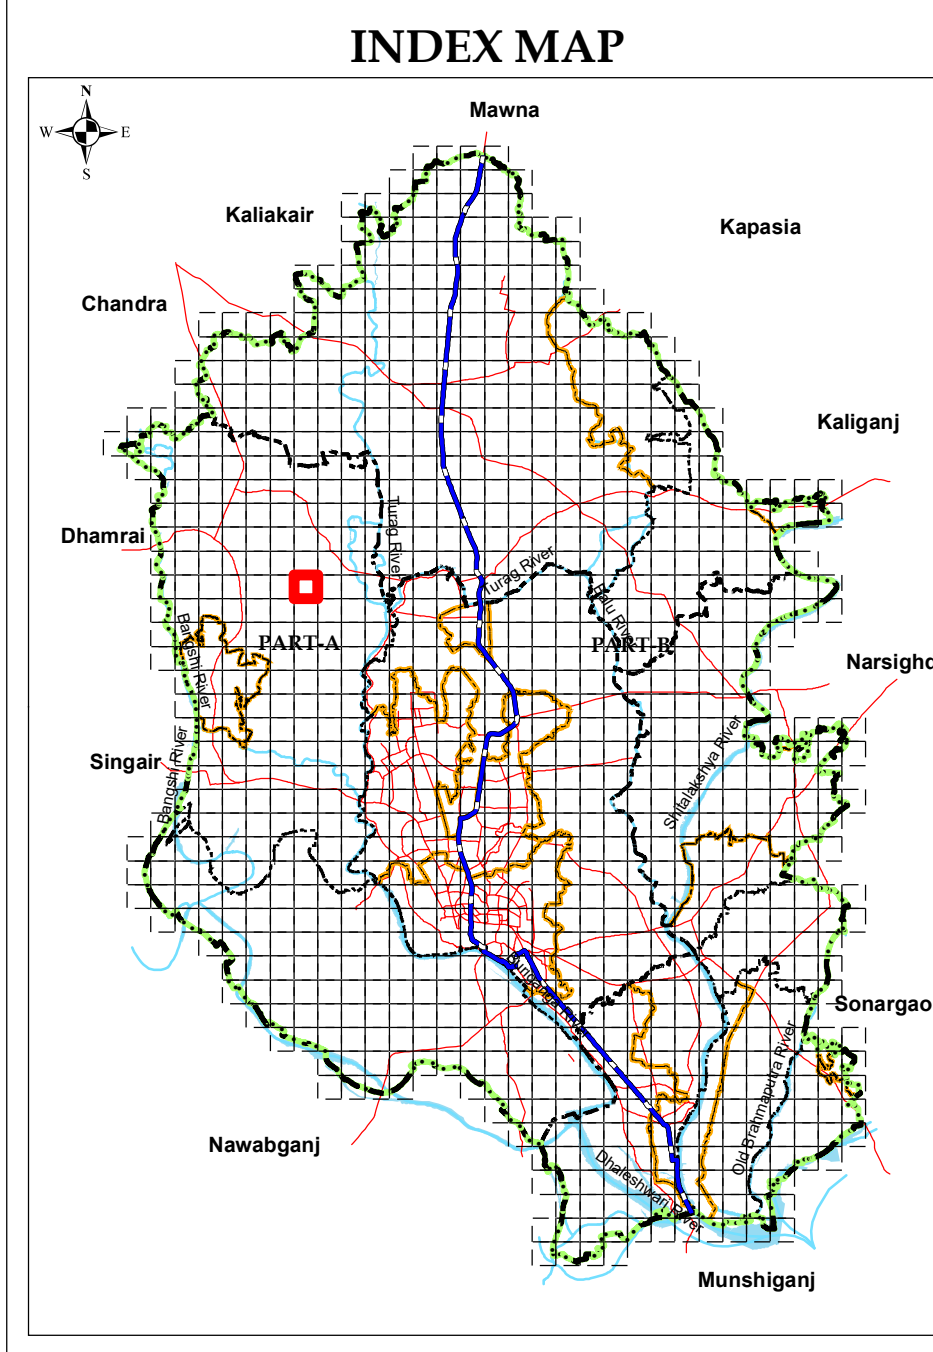 INDEX MAP
N
W E
S
Mawna
Kaliakair
Kapasia
Chandra
Kaliganj
Turag River
Dhamrai
Turag River
Balu River
Bangshi River
PART-A
PART-B
Narsighd
Shitalakshya River
Bangshi River
Singair
Buriganga River
Sonargao
Old Brahmaputra River
Nawabganj
Dhaleshwari River
Munshiganj